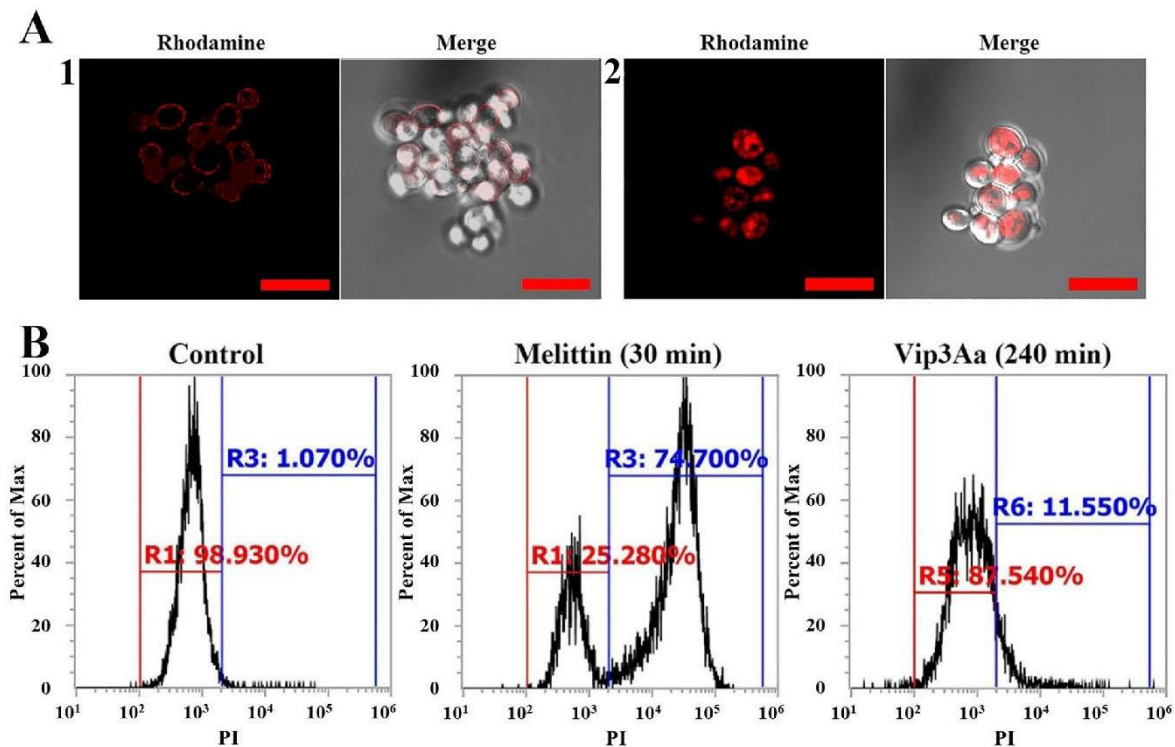 A
Rhodamine Merge Rhodamine Merge
1 2
B
Control Melittin (30 min) Vip3Aa (240 min)
100 100 100
80 80 80
R3: 1.070% R3: 74.700% R6: 11.550%
60 60 60
Percent of Max Percent of Max Percent of Max
40 40 40
R1: 98.930% R1: 25.280% R5: 87.540%
20 20 20
0 0 0
10¹ 10² 10³ 10⁴ 10⁵ 10⁶ 10¹ 10² 10³ 10⁴ 10⁵ 10⁶ 10¹ 10² 10³ 10⁴ 10⁵ 10⁶
PI PI PI